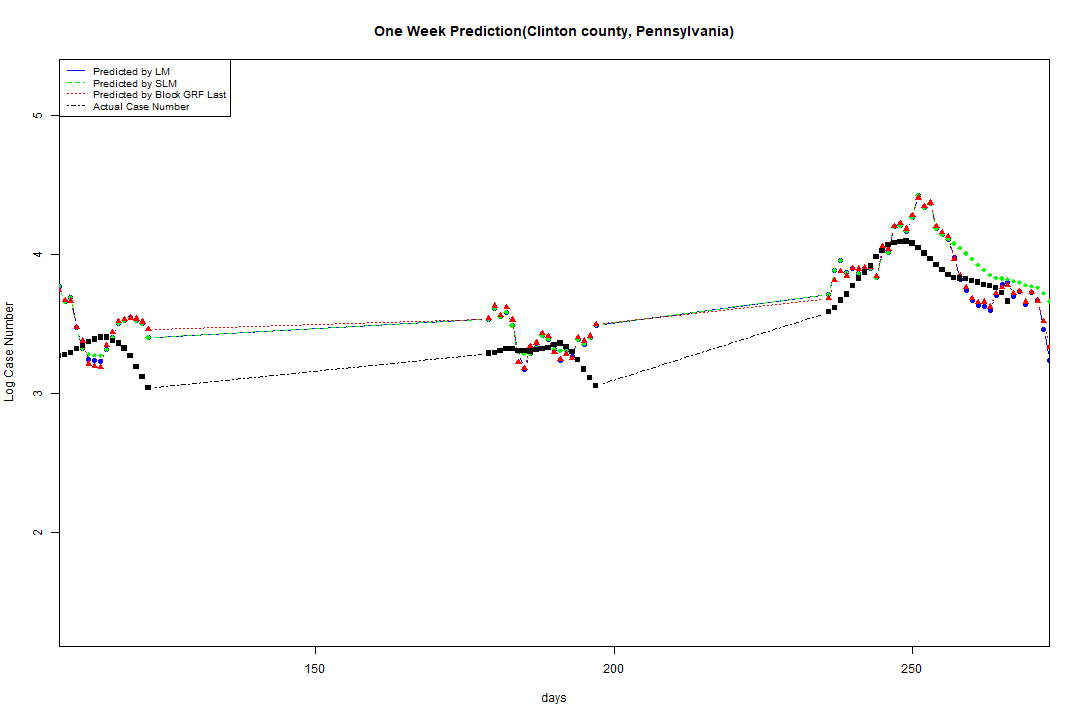 One Week Prediction(Clinton county, Pennsylvania)
Predicted by LM
Predicted by SLM
Predicted by Block GRF Last
Actual Case Number
5
4
3
2
Log Case Number
150
200
250
days